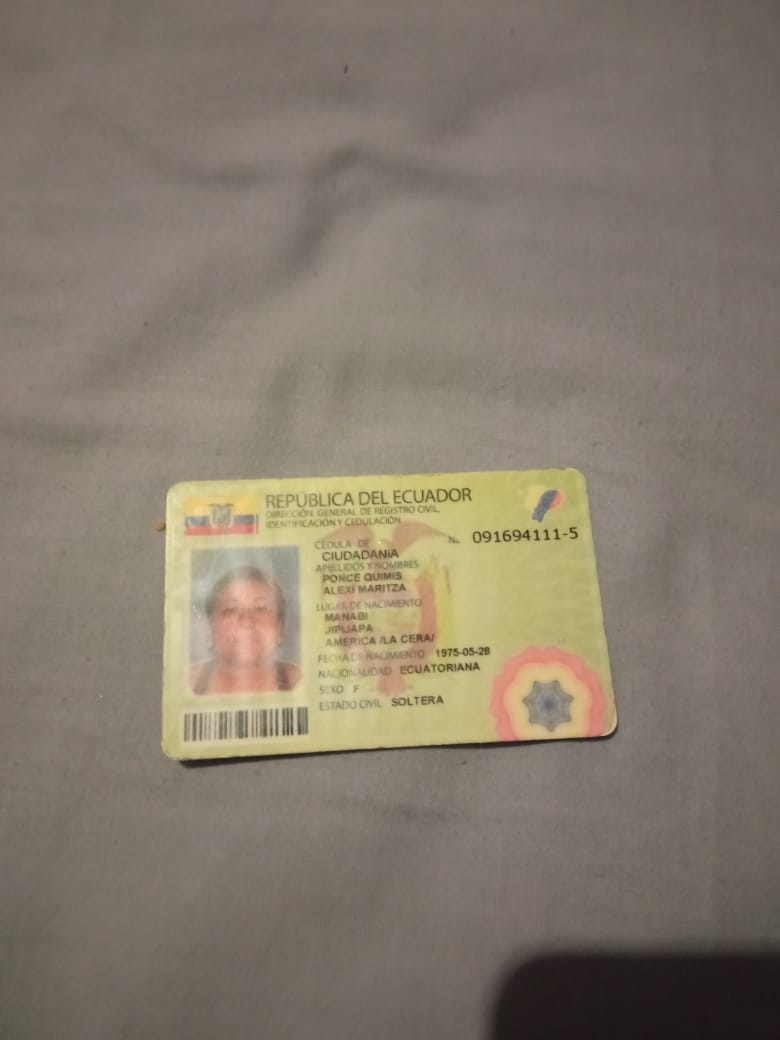 REPÚBLICA DEL ECUADOR
DIRECCIÓN GENERAL DE REGISTRO CIVIL,
IDENTIFICACIÓN Y CEDULACIÓN
CÉDULA DE
No. 091694111-5
CIUDADANÍA
APELLIDOS Y NOMBRES
PONCE QUIMIS
ALEXI MARITZA
LUGAR DE NACIMIENTO
MANABI
JIPIJAPA
AMERICA /LA CERA/
FECHA DE NACIMIENTO 1975-05-28
NACIONALIDAD ECUATORIANA
SEXO F
ESTADO CIVIL SOLTERA